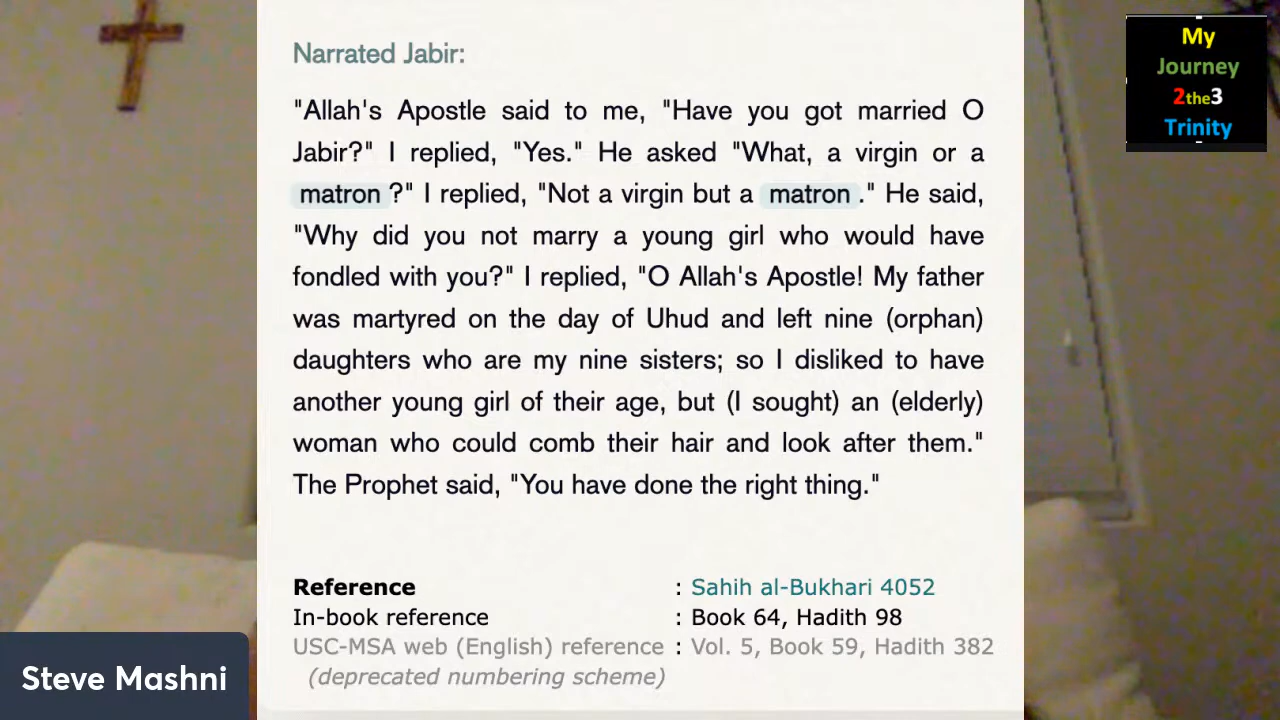 Narrated Jabir:
"Allah's Apostle said to me, "Have you got married O
Jabir?" I replied, "Yes." He asked "What, a virgin or a
matron ?" I replied, "Not a virgin but a matron ." He said,
"Why did you not marry a young girl who would have
fondled with you?" I replied, "O Allah's Apostle! My father
was martyred on the day of Uhud and left nine (orphan)
daughters who are my nine sisters; so I disliked to have
another young girl of their age, but (I sought) an (elderly)
woman who could comb their hair and look after them."
The Prophet said, "You have done the right thing."
Reference : Sahih al-Bukhari 4052
In-book reference : Book 64, Hadith 98
USC-MSA web (English) reference : Vol. 5, Book 59, Hadith 382
(deprecated numbering scheme)
My
Journey
2the3
Trinity
Steve Mashni